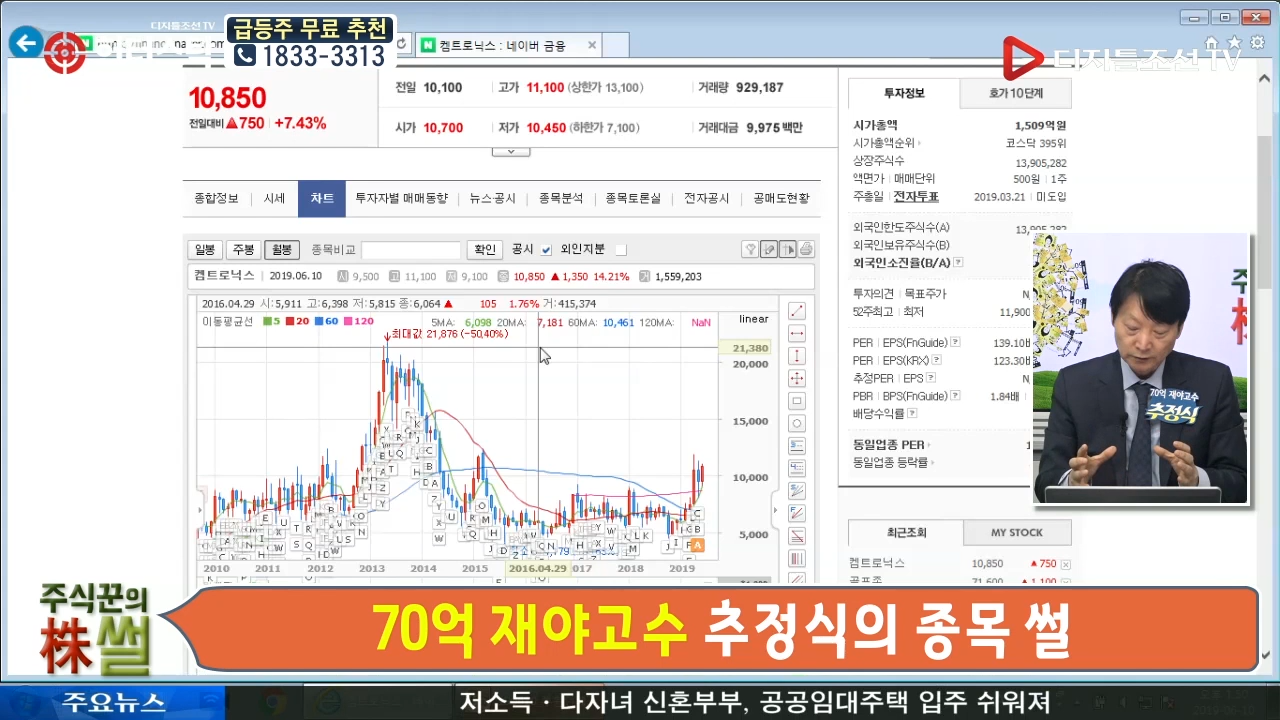 디지틀조선TV
급등주 무료 추천
1833-3313
켐트로닉스 : 네이버 금융
디지틀조선TV
10,850
전일대비 ▲750 +7.43%
전일 10,100 고가 11,100 (상한가 13,100) 거래량 929,187
시가 10,700 저가 10,450 (하한가 7,100) 거래대금 9,975 백만
종합정보 시세 차트 투자자별 매매동향 뉴스·공시 종목분석 종목토론실 전자공시 공매도현황
일봉 주봉 월봉 종목비교 확인 공시 외인지분
켐트로닉스 2019.06.10 시 9,500 고 11,100 저 9,100 종 10,850 ▲ 1,350 14.21% 거 1,559,203
2016.04.29 시:5,911 고:6,398 저:5,815 종:6,064 ▲ 105 1.76% 거:415,374
이동평균선 5 20 60 120
5MA: 6,098 20MA: 7,181 60MA: 10,461 120MA: NaN
linear
최대값 21,876 (-50,40%)
21,380
20,000
15,000
10,000
5,000
2010 2011 2012 2013 2014 2015 2016.04.29 017 2018 2019
투자정보 호가 10단계
시가총액 1,509억원
시가총액순위 코스닥 395위
상장주식수 13,905,282
액면가 매매단위 500원 1주
주총일 전자투표 2019.03.21 미도입
외국인한도주식수(A) 13,905,282
외국인보유주식수(B)
외국인소진율(B/A) ?
투자의견 목표주가 N
52주최고 최저 11,900
PER EPS(FnGuide) ? 139.10
PER EPS(KRX) ? 123.30
추정PER EPS ? N
PBR BPS(FnGuide) ? 1.84배
배당수익률 ?
동일업종 PER 1
동일업종 등락률
최근조회 MY STOCK
켐트로닉스 10,850 ▲ 750
골프존 71,600 ▲ 1,100
70억 재야고수
추정식
주식꾼의
株썰
70억 재야고수 추정식의 종목 썰
주요뉴스
저소득·다자녀 신혼부부, 공공임대주택 입주 쉬워져